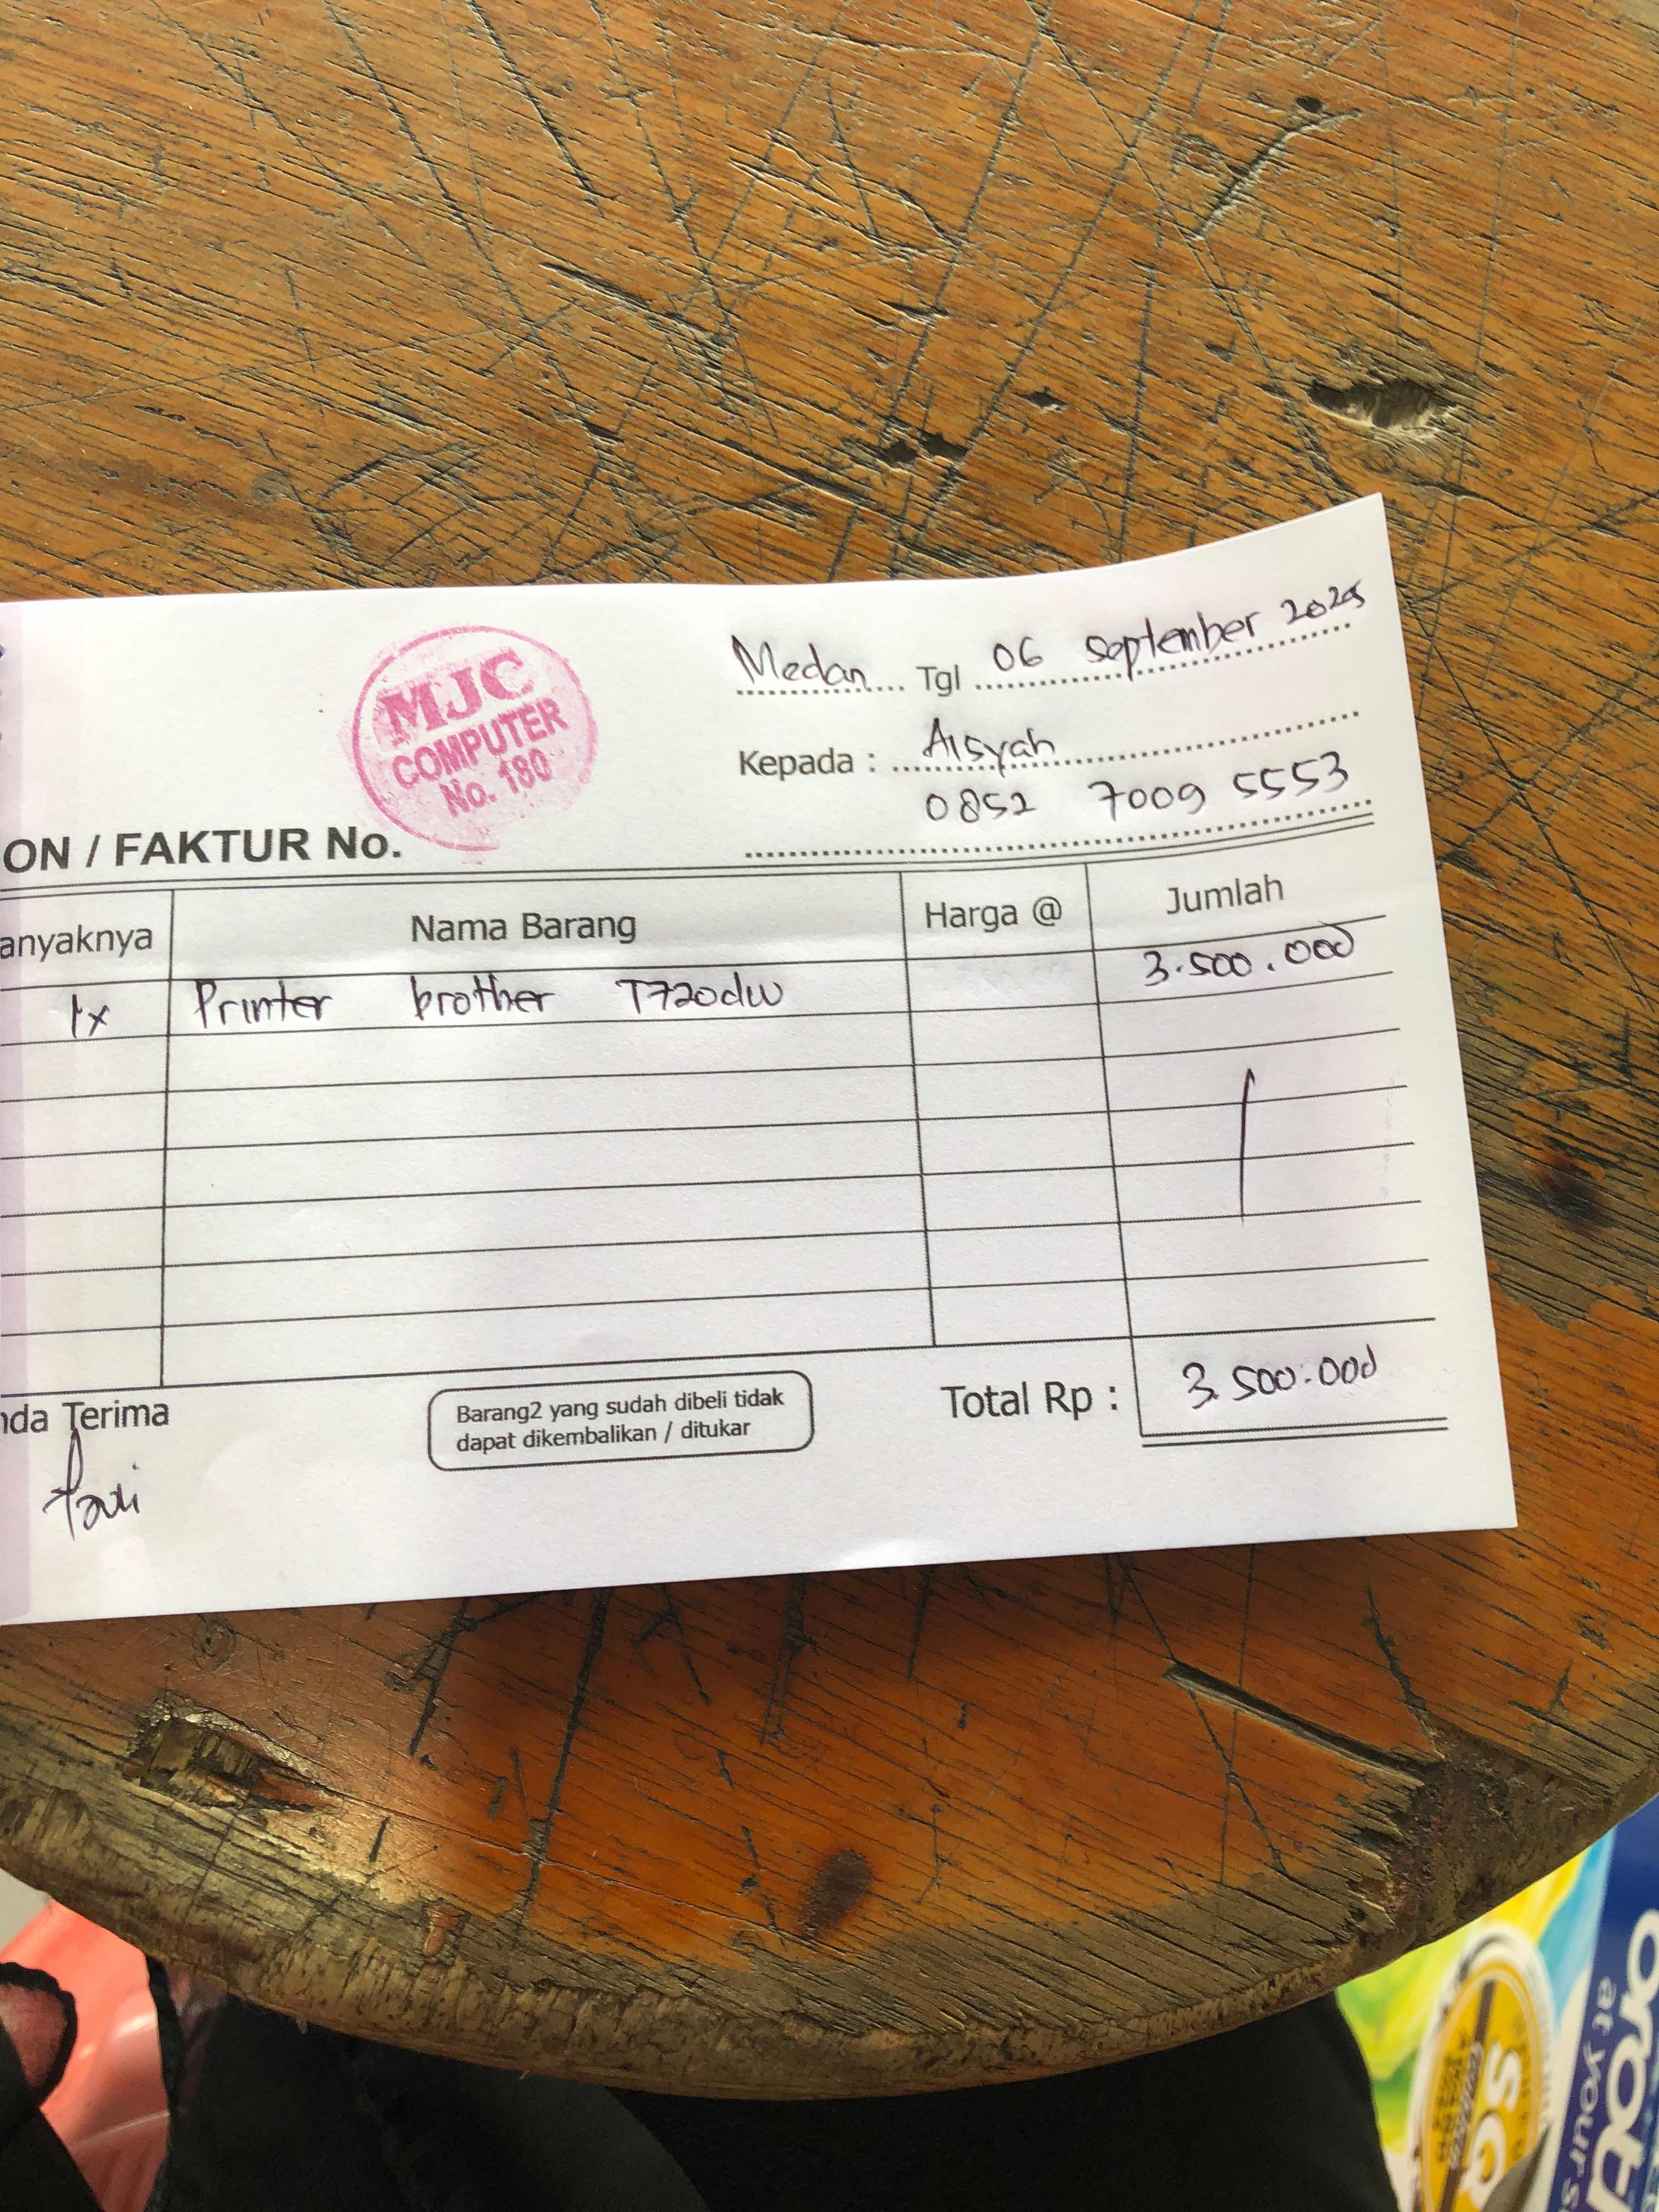 MJC
COMPUTER
No. 180
Medan Tgl 06 September 2025
Kepada : Aisyah
0852 7009 5553
ON / FAKTUR No.
anyaknya Nama Barang Harga @ Jumlah
1x Printer brother T720dw 3.500.000
nda Terima
Barang2 yang sudah dibeli tidak
dapat dikembalikan / ditukar
Total Rp : 3.500.000
at your s